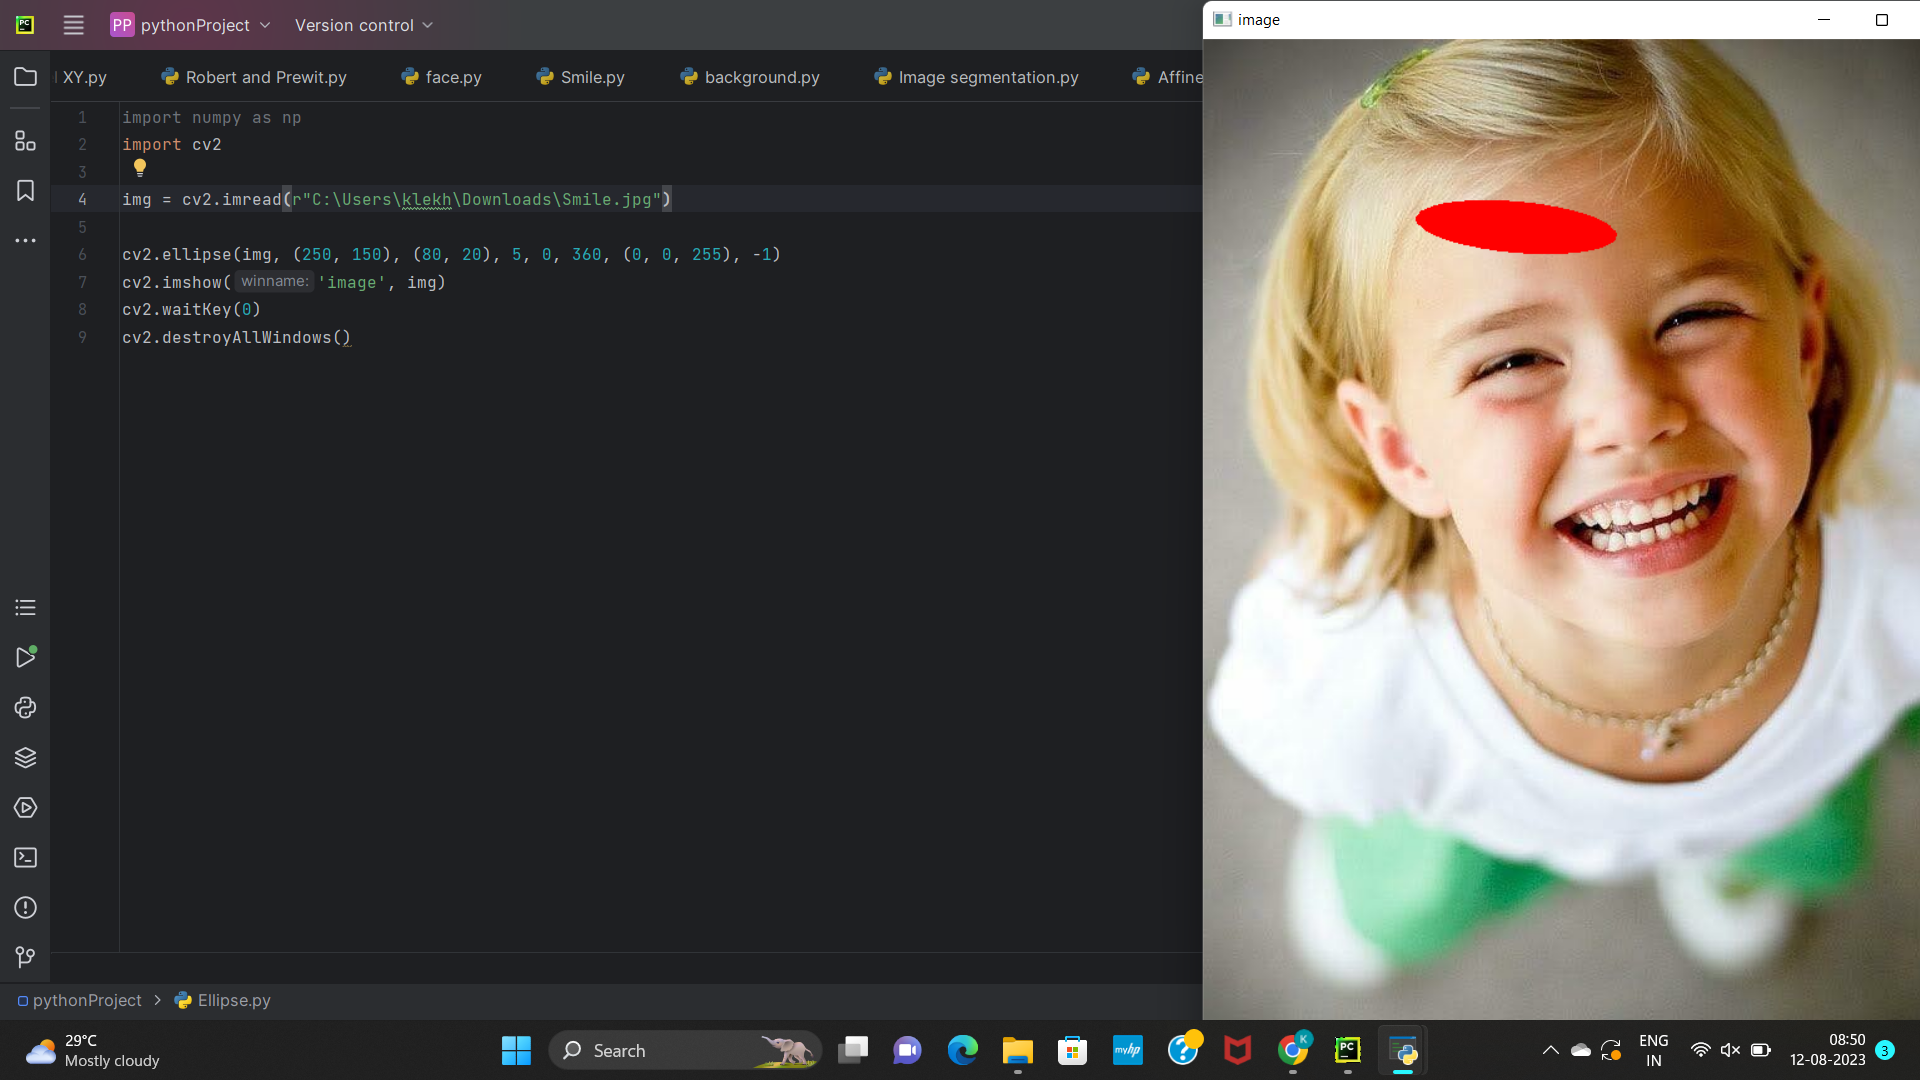 PC
PP pythonProject
Version control
image
XY.py
Robert and Prewit.py
face.py
Smile.py
background.py
Image segmentation.py
Affine
1 import numpy as np
2 import cv2
3
4 img = cv2.imread(r"C:\Users\klekh\Downloads\Smile.jpg")
5
6 cv2.ellipse(img, (250, 150), (80, 20), 5, 0, 360, (0, 0, 255), -1)
7 cv2.imshow( winname: 'image', img)
8 cv2.waitKey(0)
9 cv2.destroyAllWindows()
pythonProject > Ellipse.py
29°C
Mostly cloudy
Search
myhp
?
K
PC
ENG
IN
08:50
12-08-2023
3